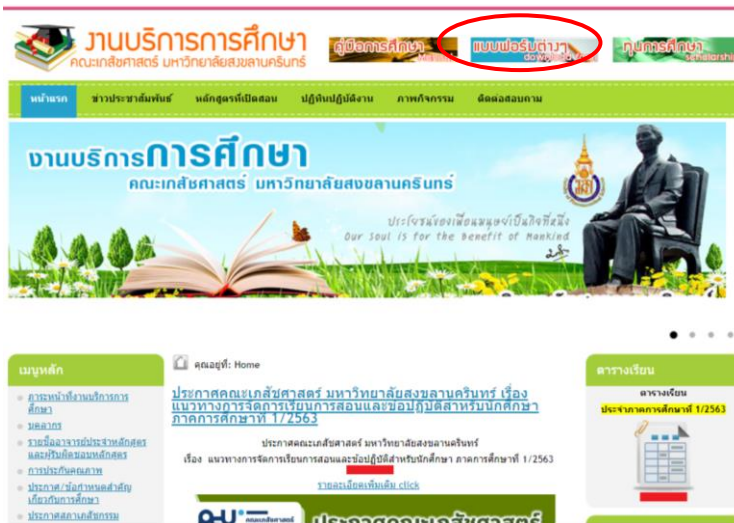 งานบริการการศึกษา
คณะเภสัชศาสตร์ มหาวิทยาลัยสงขลานครินทร์
คู่มือการศึกษา
แบบฟอร์มต่างๆ
download
ทุนการศึกษา
scholarship
หน้าแรก ข่าวประชาสัมพันธ์ หลักสูตรที่เปิดสอน ปฏิทินปฏิบัติงาน ภาพกิจกรรม ติดต่อสอบถาม
งานบริการการศึกษา
คณะเภสัชศาสตร์ มหาวิทยาลัยสงขลานครินทร์
ประโยชน์ของเพื่อนมนุษย์เป็นกิจที่หนึ่ง
Our Soul is for the Benefit of Mankind
เมนูหลัก
ภาระหน้าที่งานบริการการ
ศึกษา
บุคลากร
รายชื่ออาจารย์ประจำหลักสูตร
และผู้รับผิดชอบหลักสูตร
การประกันคุณภาพ
ประกาศ/ข้อกำหนดสำคัญ
เกี่ยวกับการศึกษา
ประกาศสภาเภสัชกรรม
คุณอยู่ที่: Home
ประกาศคณะเภสัชศาสตร์ มหาวิทยาลัยสงขลานครินทร์ เรื่อง
แนวทางการจัดการเรียนการสอนและข้อปฏิบัติสำหรับนักศึกษา
ภาคการศึกษาที่ 1/2563
ประกาศคณะเภสัชศาสตร์ มหาวิทยาลัยสงขลานครินทร์
เรื่อง แนวทางการจัดการเรียนการสอนและข้อปฏิบัติสำหรับนักศึกษา ภาคการศึกษาที่ 1/2563
รายละเอียดเพิ่มเติม click
คณะเภสัชศาสตร์
ประกาศคณะเภสัชศาสตร์
ตารางเรียน
ตารางเรียน
ประจำภาคการศึกษาที่ 1/2563